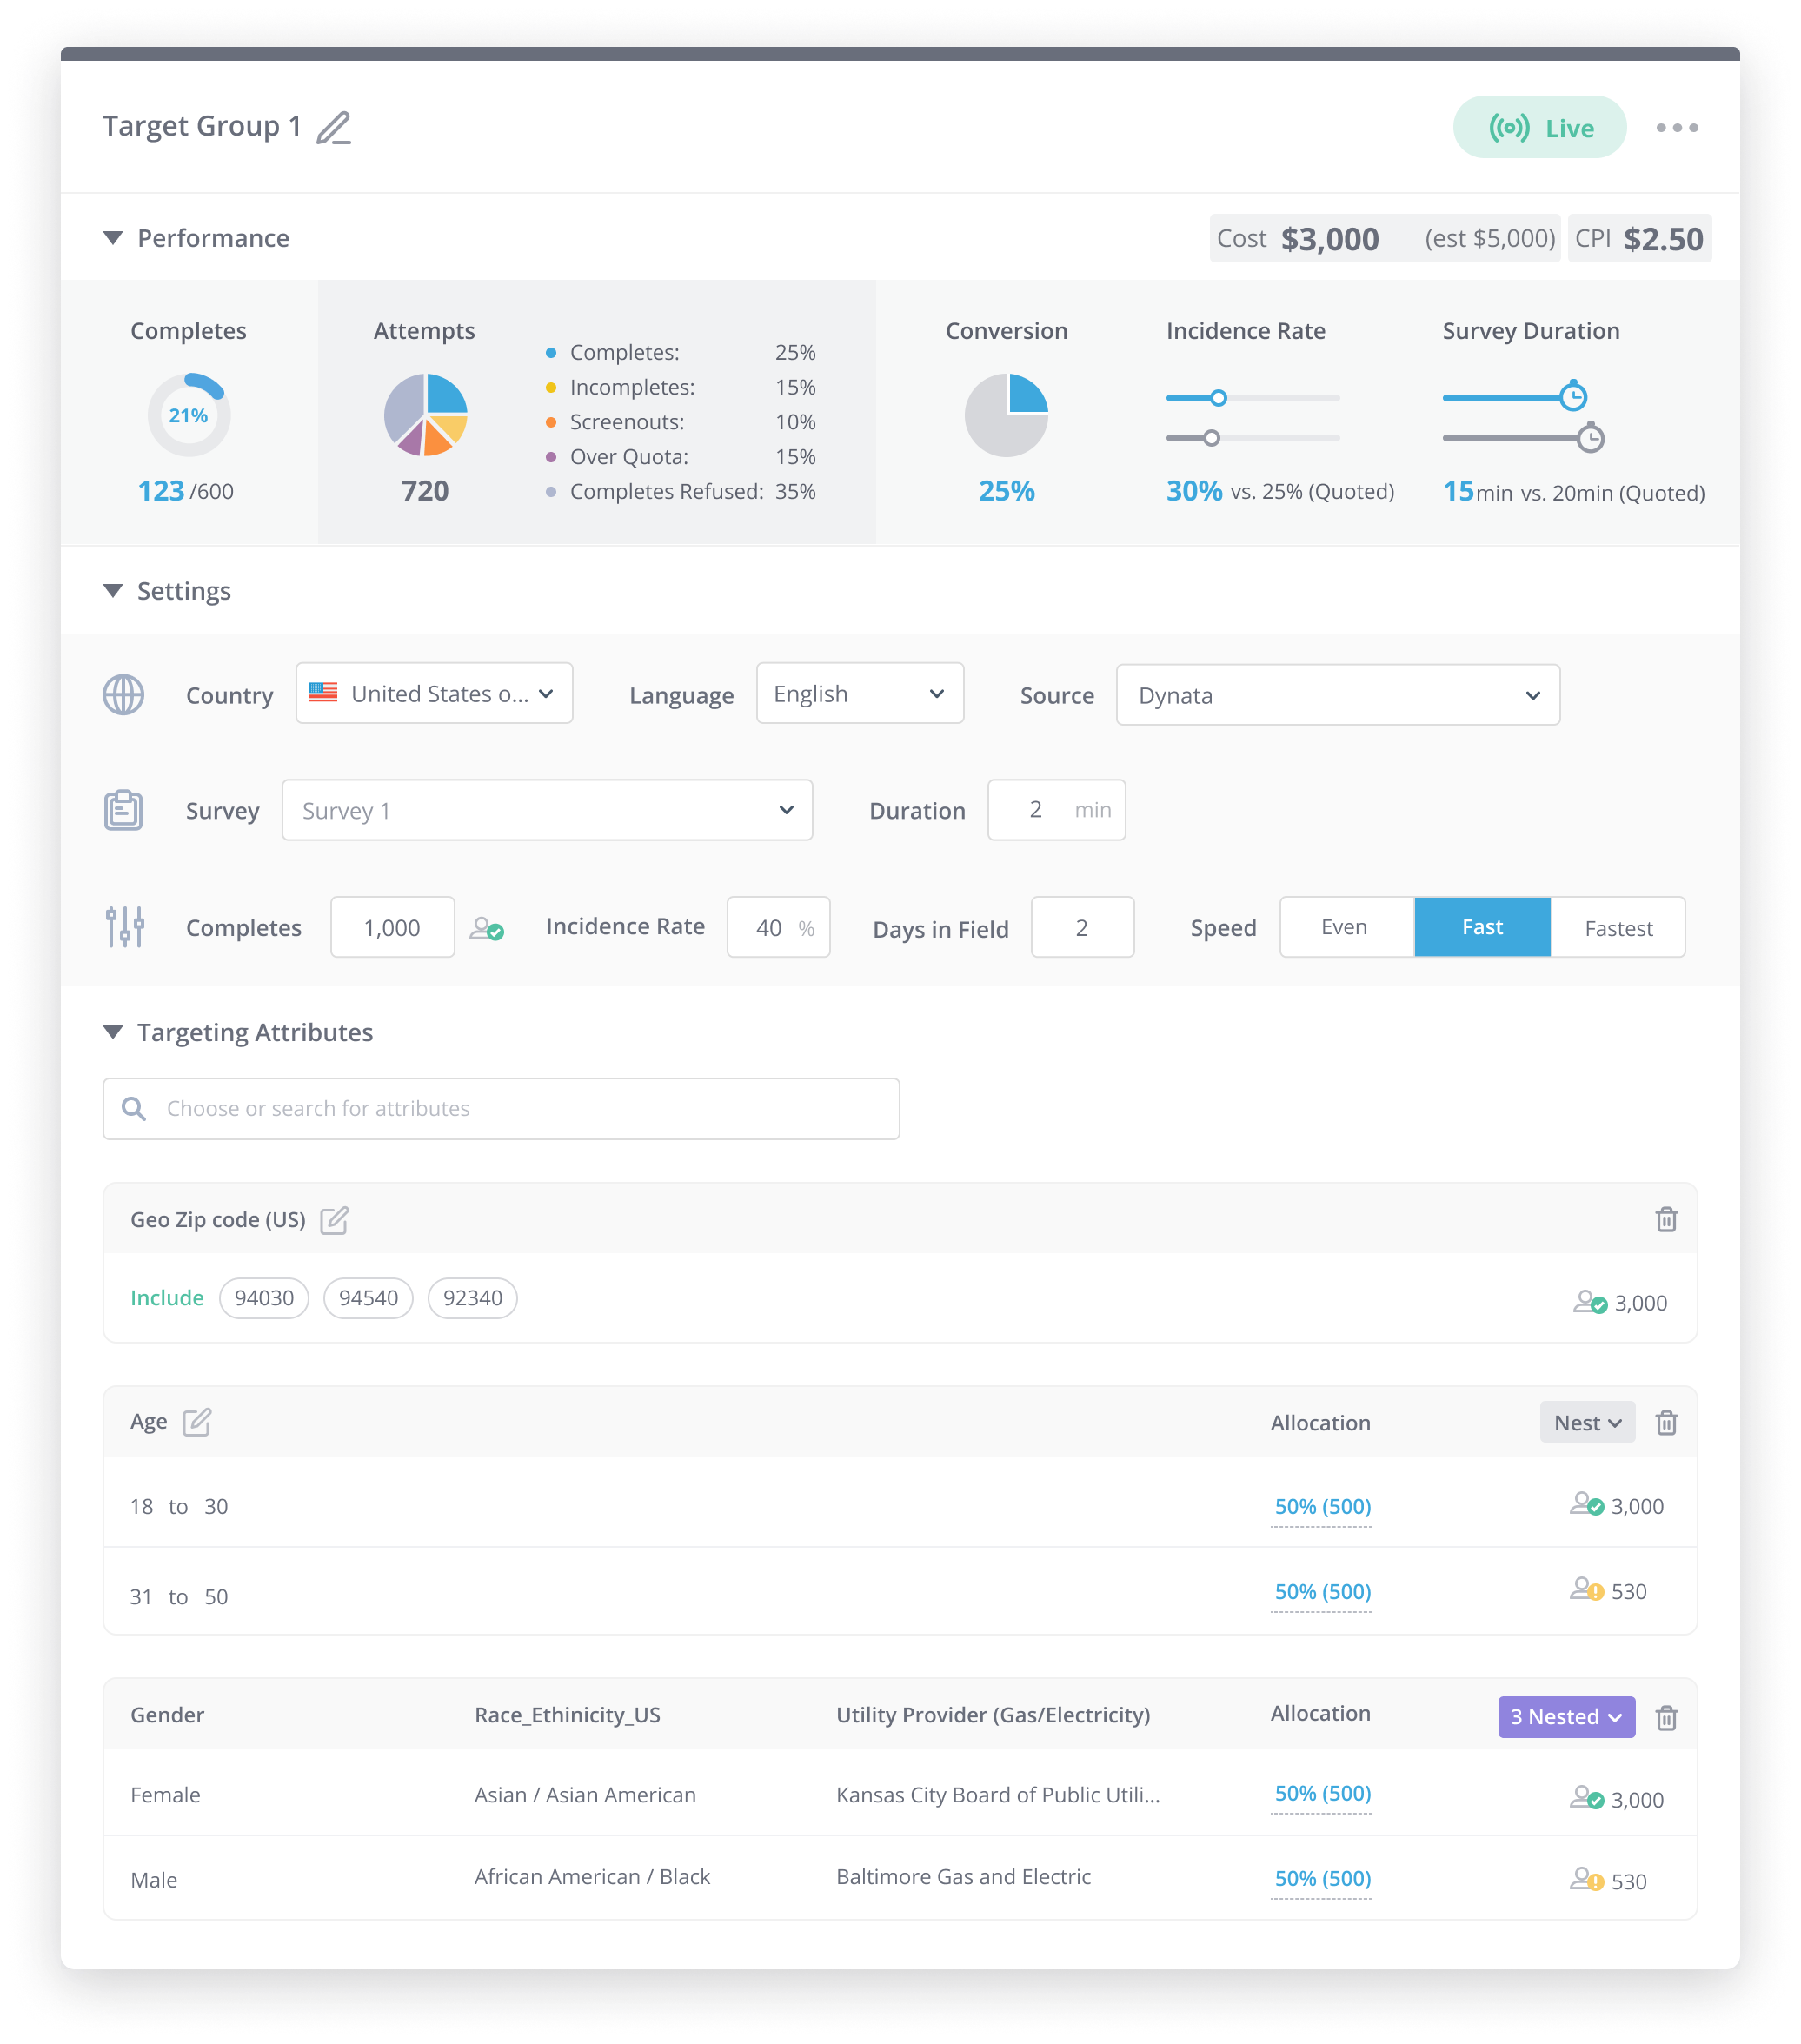 Target Group 1
Live
Performance
Cost $3,000 (est $5,000) CPI $2.50
Completes
21%
123 /600
Attempts
720
Completes: 25%
Incompletes: 15%
Screenouts: 10%
Over Quota: 15%
Completes Refused: 35%
Conversion
25%
Incidence Rate
30% vs. 25% (Quoted)
Survey Duration
15min vs. 20min (Quoted)
Settings
Country United States o... Language English Source Dynata
Survey Survey 1 Duration 2 min
Completes 1,000 Incidence Rate 40 % Days in Field 2 Speed Even Fast Fastest
Targeting Attributes
Choose or search for attributes
Geo Zip code (US)
Include 94030 94540 92340 3,000
Age Allocation Nest
18 to 30 50% (500) 3,000
31 to 50 50% (500) 530
Gender Race_Ethinicity_US Utility Provider (Gas/Electricity) Allocation 3 Nested
Female Asian / Asian American Kansas City Board of Public Utili... 50% (500) 3,000
Male African American / Black Baltimore Gas and Electric 50% (500) 530